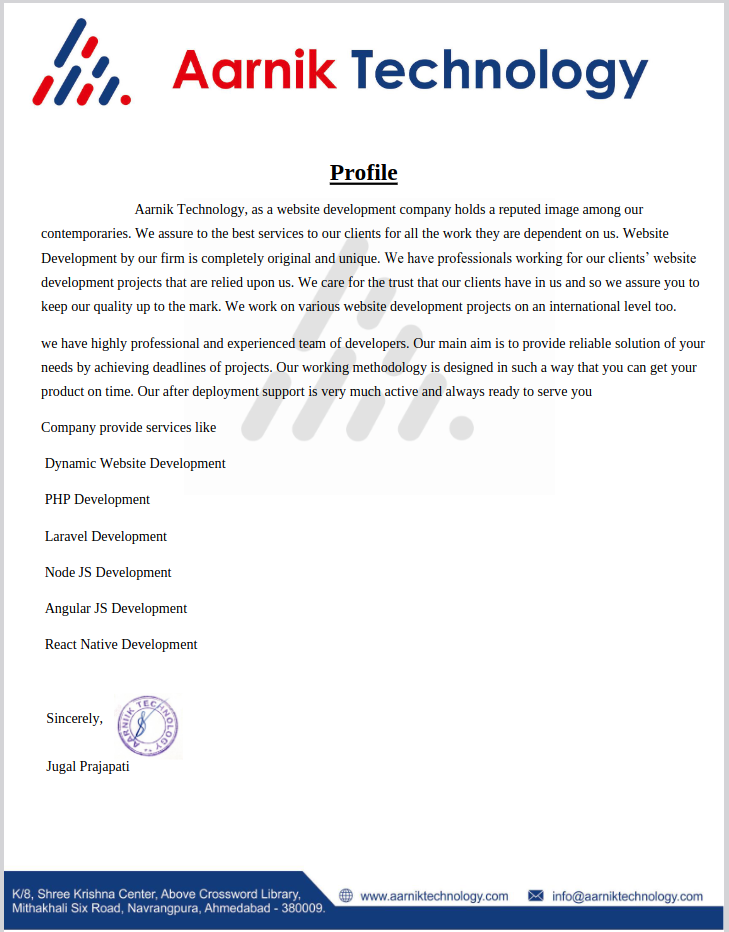 Aarnik Technology
Profile
Aarnik Technology, as a website development company holds a reputed image among our
contemporaries. We assure to the best services to our clients for all the work they are dependent on us. Website
Development by our firm is completely original and unique. We have professionals working for our clients’ website
development projects that are relied upon us. We care for the trust that our clients have in us and so we assure you to
keep our quality up to the mark. We work on various website development projects on an international level too.
we have highly professional and experienced team of developers. Our main aim is to provide reliable solution of your
needs by achieving deadlines of projects. Our working methodology is designed in such a way that you can get your
product on time. Our after deployment support is very much active and always ready to serve you
Company provide services like
Dynamic Website Development
PHP Development
Laravel Development
Node JS Development
Angular JS Development
React Native Development
Sincerely,
AARNIK TECHNOLOGY
Jugal Prajapati
K/8, Shree Krishna Center, Above Crossword Library,
Mithakhali Six Road, Navrangpura, Ahmedabad - 380009.
www.aarniktechnology.com
info@aarniktechnology.com